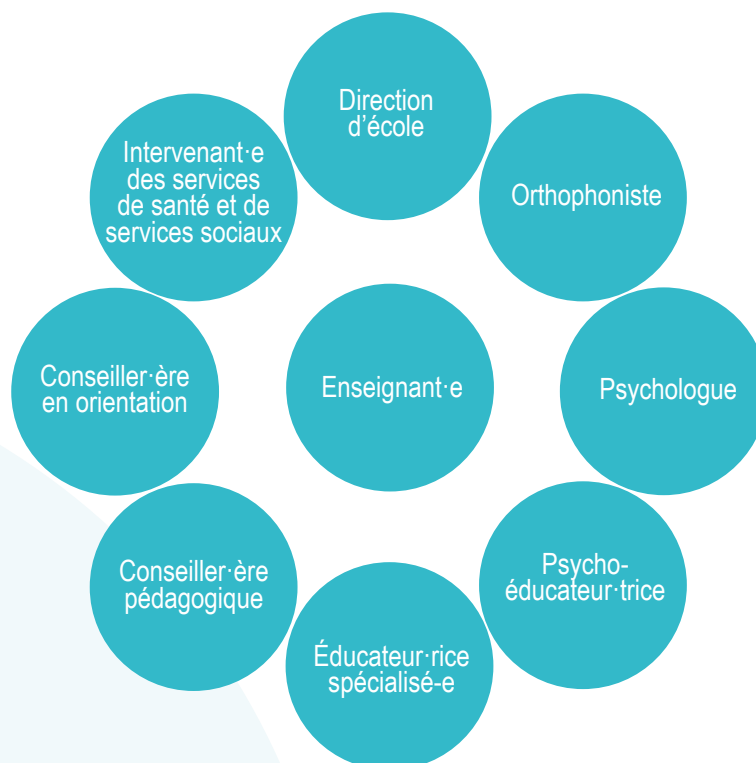 Direction
d'école
Intervenant·e
des services
de santé et de
services sociaux
Orthophoniste
Conseiller·ère
en orientation
Enseignant·e
Psychologue
Conseiller·ère
pédagogique
Psycho-
éducateur·trice
Éducateur·rice
spécialisé-e